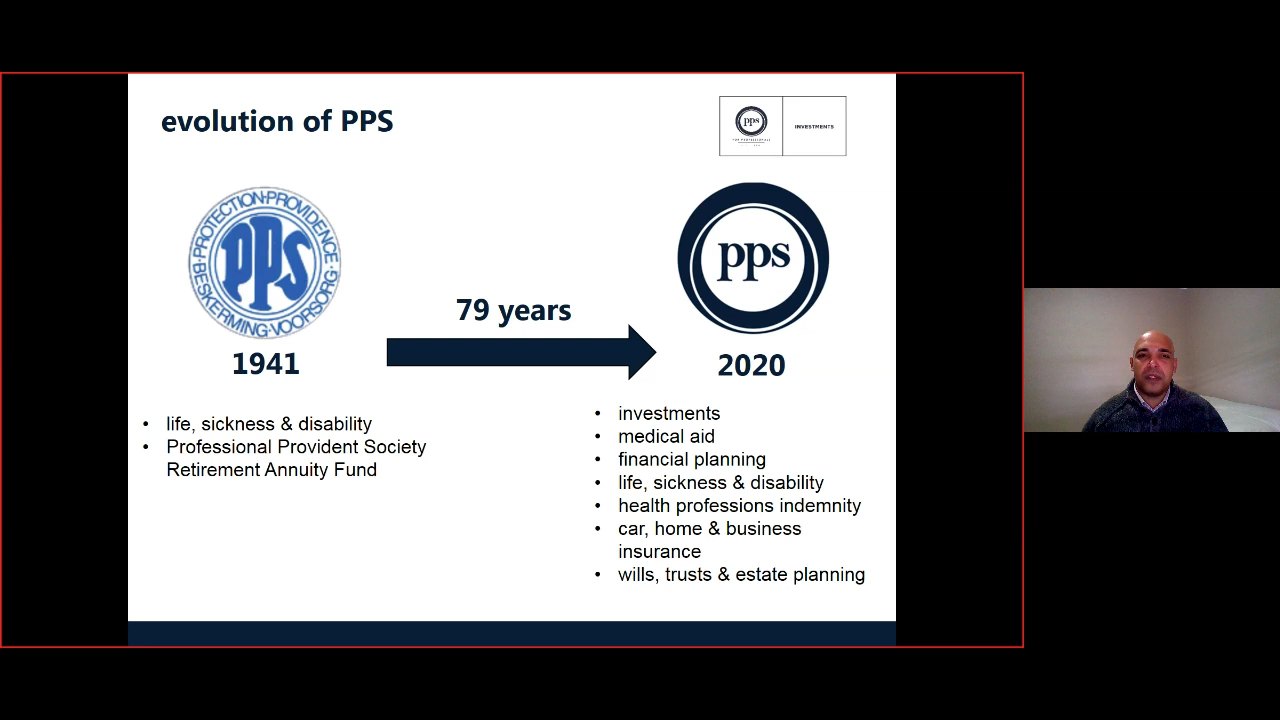 evolution of PPS
pps
INVESTMENTS
PROTECTION·PROVIDENCE
PPS
BESKERMING·VOORSORG
pps
79 years
1941
2020
• life, sickness & disability
• Professional Provident Society
Retirement Annuity Fund
• investments
• medical aid
• financial planning
• life, sickness & disability
• health professions indemnity
• car, home & business
insurance
• wills, trusts & estate planning